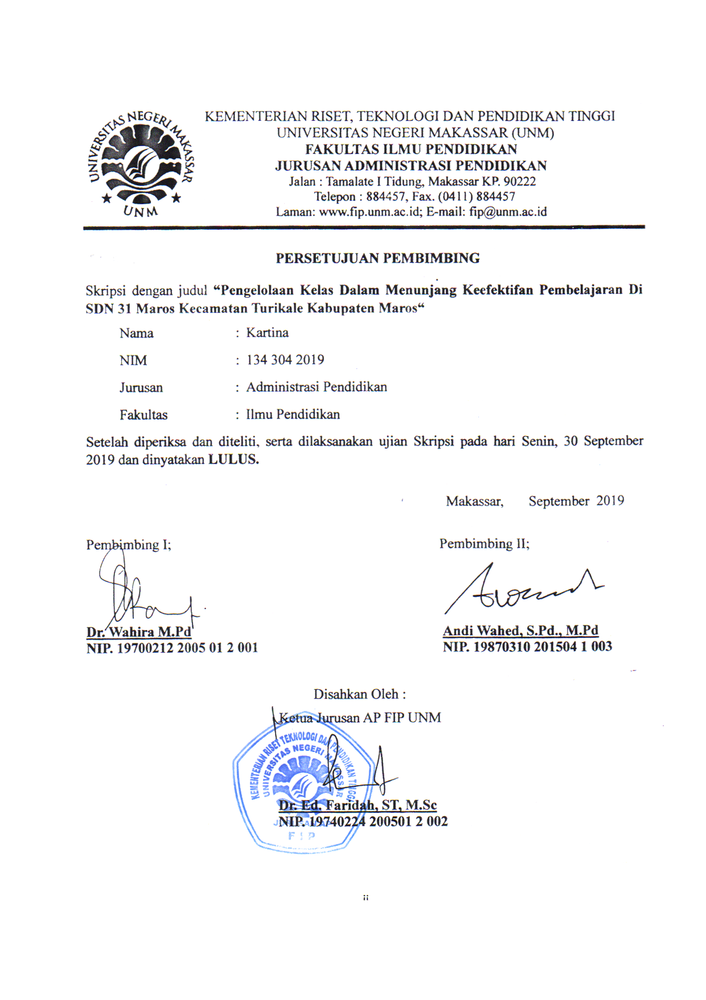 UNIVERSITAS NEGERI MAKASSAR
UNM
KEMENTERIAN RISET, TEKNOLOGI DAN PENDIDIKAN TINGGI
UNIVERSITAS NEGERI MAKASSAR (UNM)
FAKULTAS ILMU PENDIDIKAN
JURUSAN ADMINISTRASI PENDIDIKAN
Jalan : Tamalate I Tidung, Makassar KP. 90222
Telepon : 884457, Fax. (0411) 884457
Laman: www.fip.unm.ac.id; E-mail: fip@unm.ac.id
PERSETUJUAN PEMBIMBING
Skripsi dengan judul “Pengelolaan Kelas Dalam Menunjang Keefektifan Pembelajaran Di
SDN 31 Maros Kecamatan Turikale Kabupaten Maros“
Nama : Kartina
NIM : 134 304 2019
Jurusan : Administrasi Pendidikan
Fakultas : Ilmu Pendidikan
Setelah diperiksa dan diteliti, serta dilaksanakan ujian Skripsi pada hari Senin, 30 September
2019 dan dinyatakan LULUS.
Makassar, September 2019
Pembimbing I; Pembimbing II;
Dr. Wahira M.Pd Andi Wahed, S.Pd., M.Pd
NIP. 19700212 2005 01 2 001 NIP. 19870310 201504 1 003
Disahkan Oleh :
Ketua Jurusan AP FIP UNM
KEMENTERIAN RISET TEKNOLOGI DAN PENDIDIKAN TINGGI
UNIVERSITAS NEGERI MAKASSAR
Dr. Ed. Faridah, ST, M.Sc
NIP. 19740224 200501 2 002
JURUSAN AP
FIP
ii